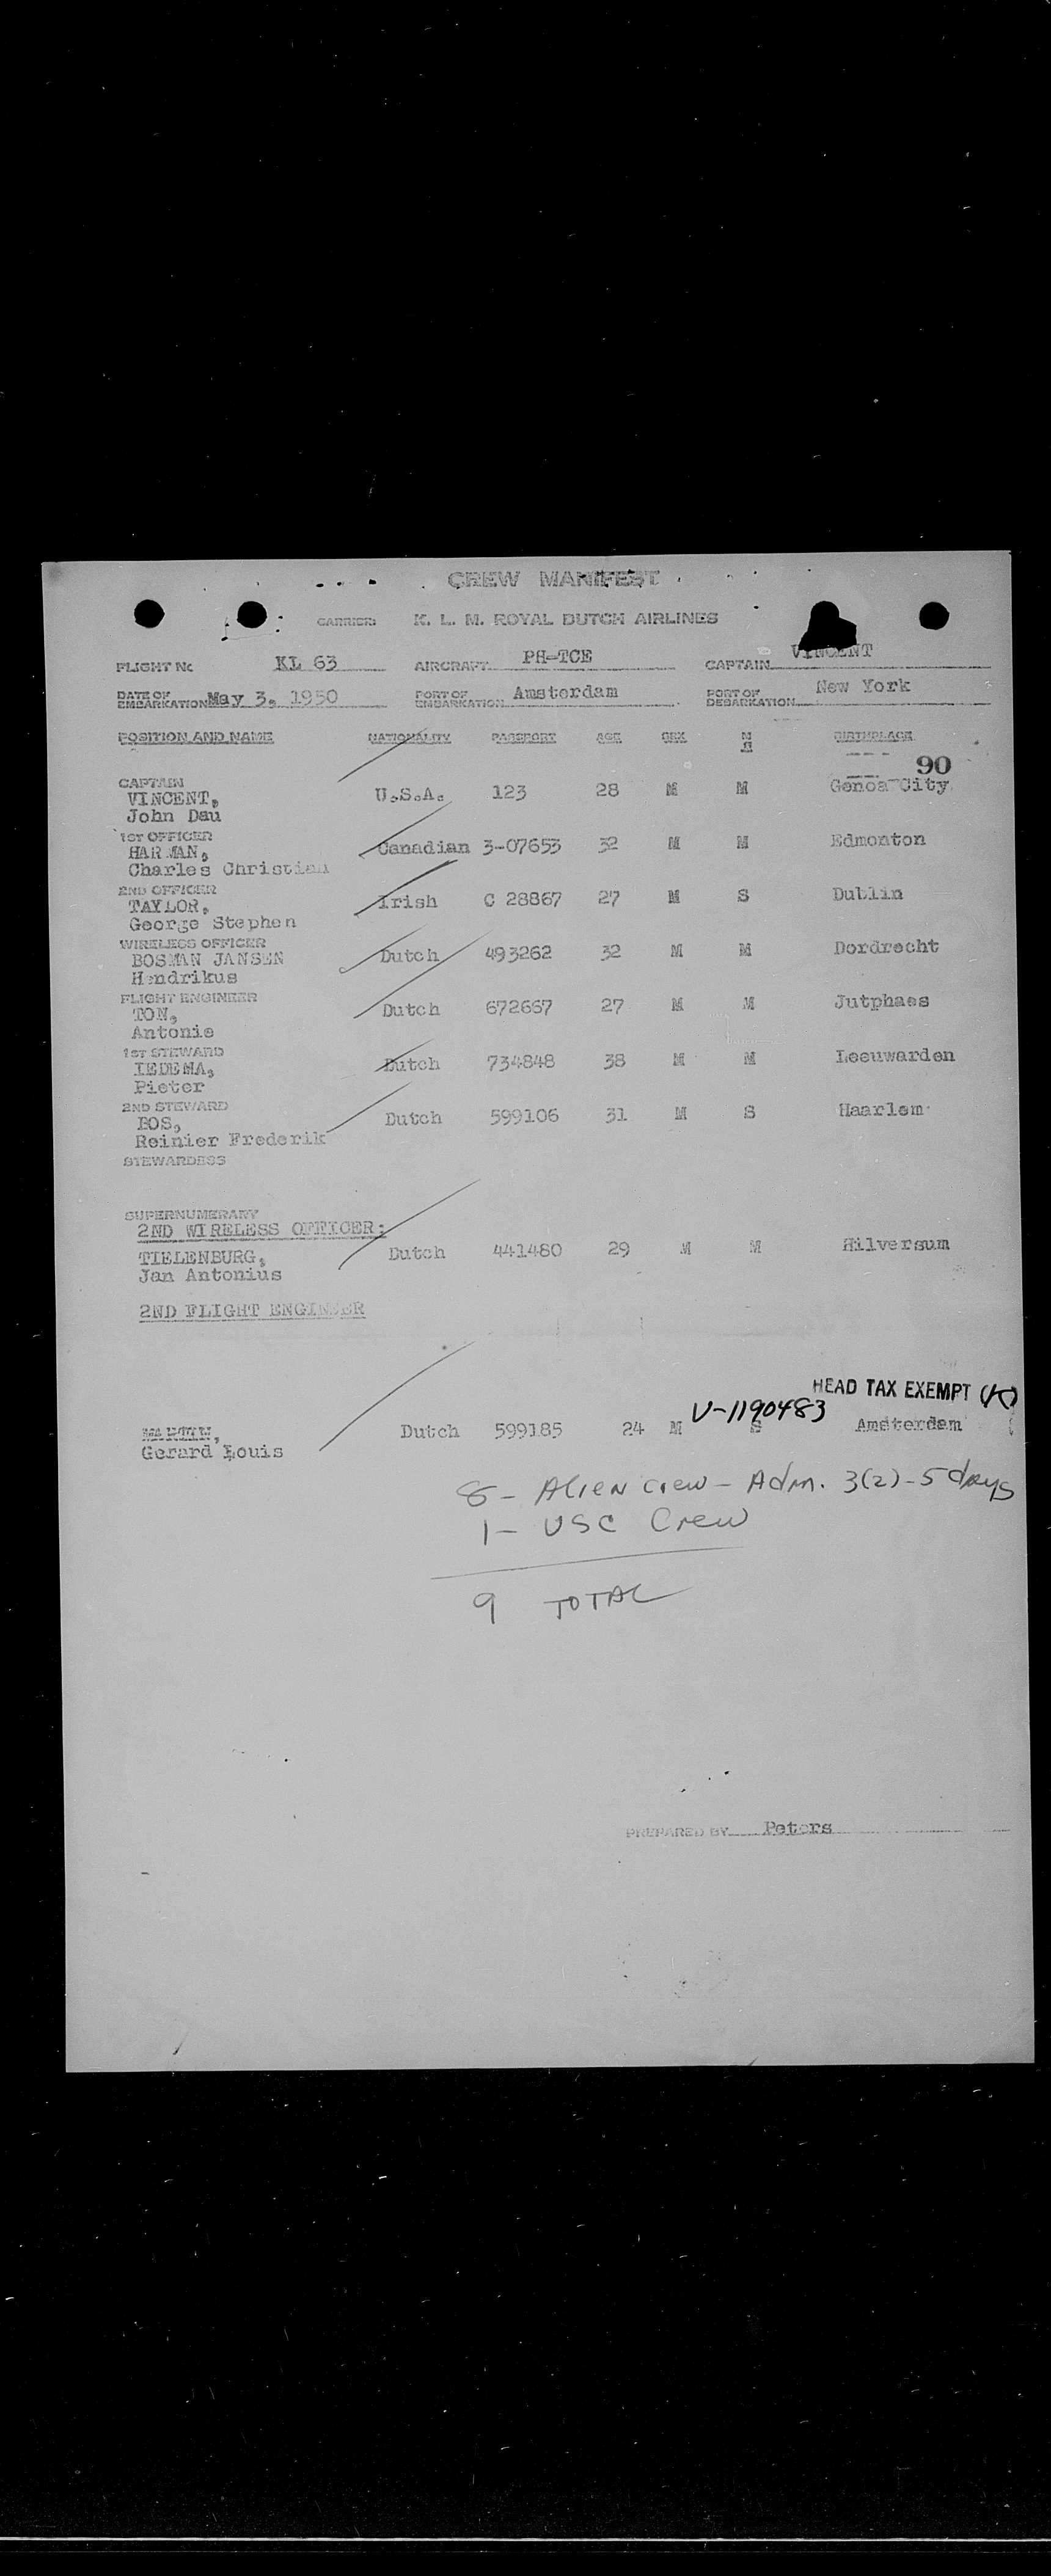 CREW MANIFEST
CARRIER: K. L. M. ROYAL DUTCH AIRLINES
FLIGHT No KL 63 AIRCRAFT PH-TCE CAPTAIN VINCENT
DATE OF EMBARKATION May 3, 1950 PORT OF EMBARKATION Amsterdam PORT OF DEBARKATION New York
POSITION AND NAME NATIONALITY PASSPORT AGE SEX M S BIRTHPLACE
90
CAPTAIN
VINCENT, U.S.A. 123 28 M M Genoa City
John Dau
1ST OFFICER
HARMAN, Canadian 3-07653 32 M M Edmonton
Charles Christian
2ND OFFICER
TAYLOR, Irish C 28867 27 M S Dublin
George Stephen
WIRELESS OFFICER
BOSMAN JANSEN Dutch 493262 32 M M Dordrecht
Hendrikus
FLIGHT ENGINEER
TON, Dutch 672667 27 M M Jutphaas
Antonie
1ST STEWARD
IEDEMA, Dutch 734848 38 M M Leeuwarden
Pieter
2ND STEWARD
BOS, Dutch 599106 31 M S Haarlem
Reinier Frederik
STEWARDESS
SUPERNUMERARY
2ND WIRELESS OFFICER:
TIELENBURG, Dutch 441480 29 M M Hilversum
Jan Antonius
2ND FLIGHT ENGINEER
HEAD TAX EXEMPT (K)
V-1190483
Dutch 599185 24 M S Amsterdam
Gerard Louis
8 - Alien crew - Adm. 3(2) - 5 days
1 - USC Crew
9 TOTAL
PREPARED BY Peters